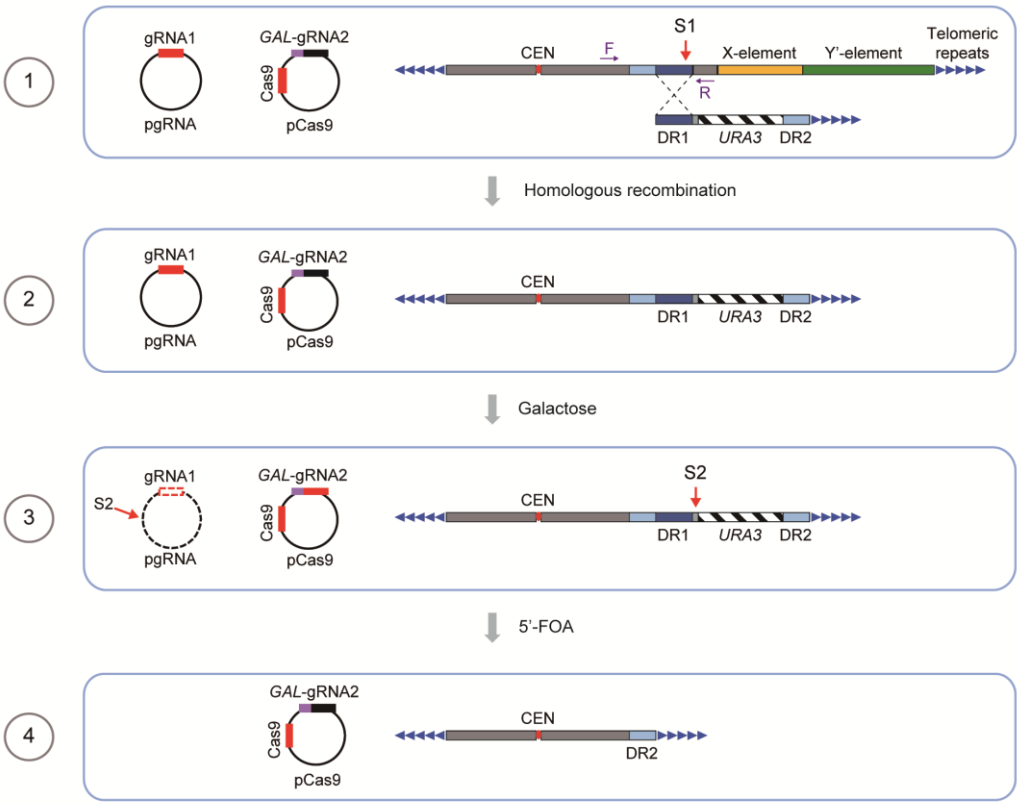 1
gRNA1
pgRNA
GAL-gRNA2
Cas9
pCas9
CEN
F
S1
R
X-element
Y'-element
Telomeric
repeats
DR1
URA3
DR2
Homologous recombination
2
gRNA1
pgRNA
GAL-gRNA2
Cas9
pCas9
CEN
DR1
URA3
DR2
Galactose
3
gRNA1
S2
pgRNA
GAL-gRNA2
Cas9
pCas9
CEN
S2
DR1
URA3
DR2
5'-FOA
4
GAL-gRNA2
Cas9
pCas9
CEN
DR2